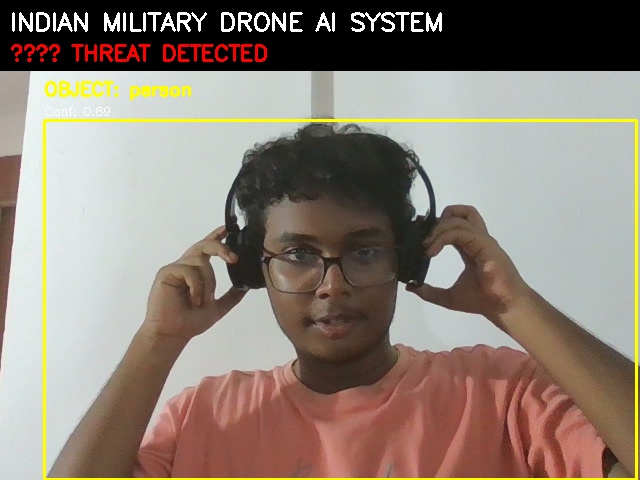 INDIAN MILITARY DRONE AI SYSTEM
???? THREAT DETECTED
OBJECT: person
Conf: 0.89